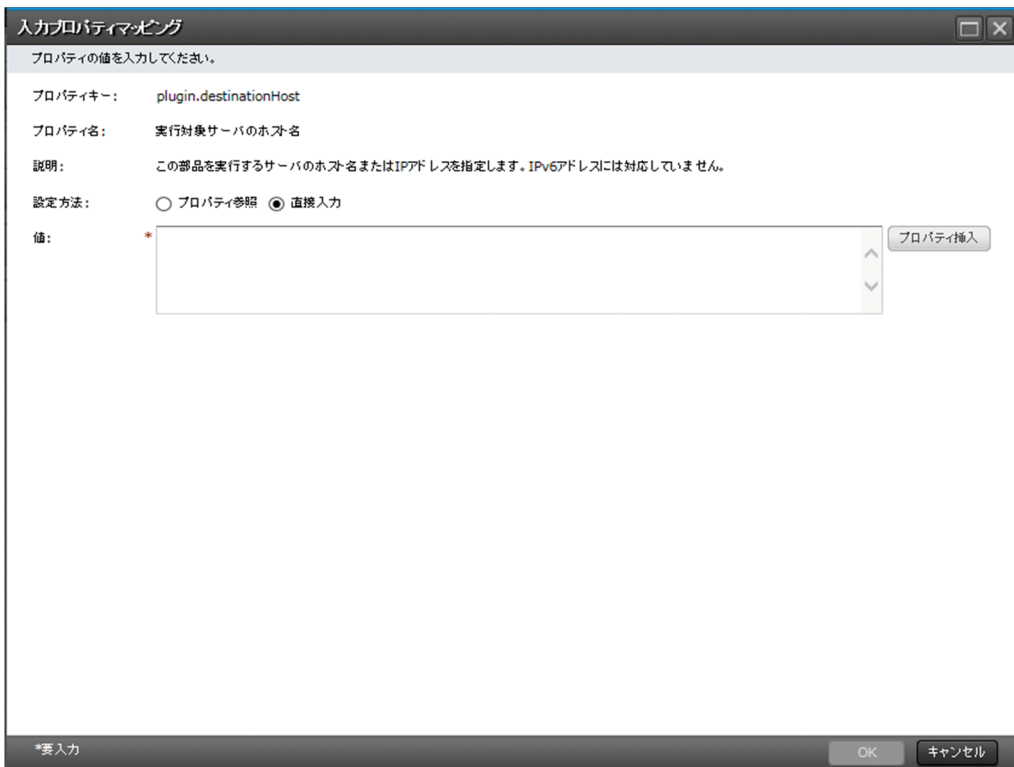 入力プロパティマッピング
プロパティの値を入力してください。
プロパティキー: plugin.destinationHost
プロパティ名: 実行対象サーバのホスト名
説明: この部品を実行するサーバのホスト名またはIPアドレスを指定します。IPv6アドレスには対応していません。
設定方法: プロパティ参照 直接入力
値: * プロパティ挿入
*要入力 OK キャンセル